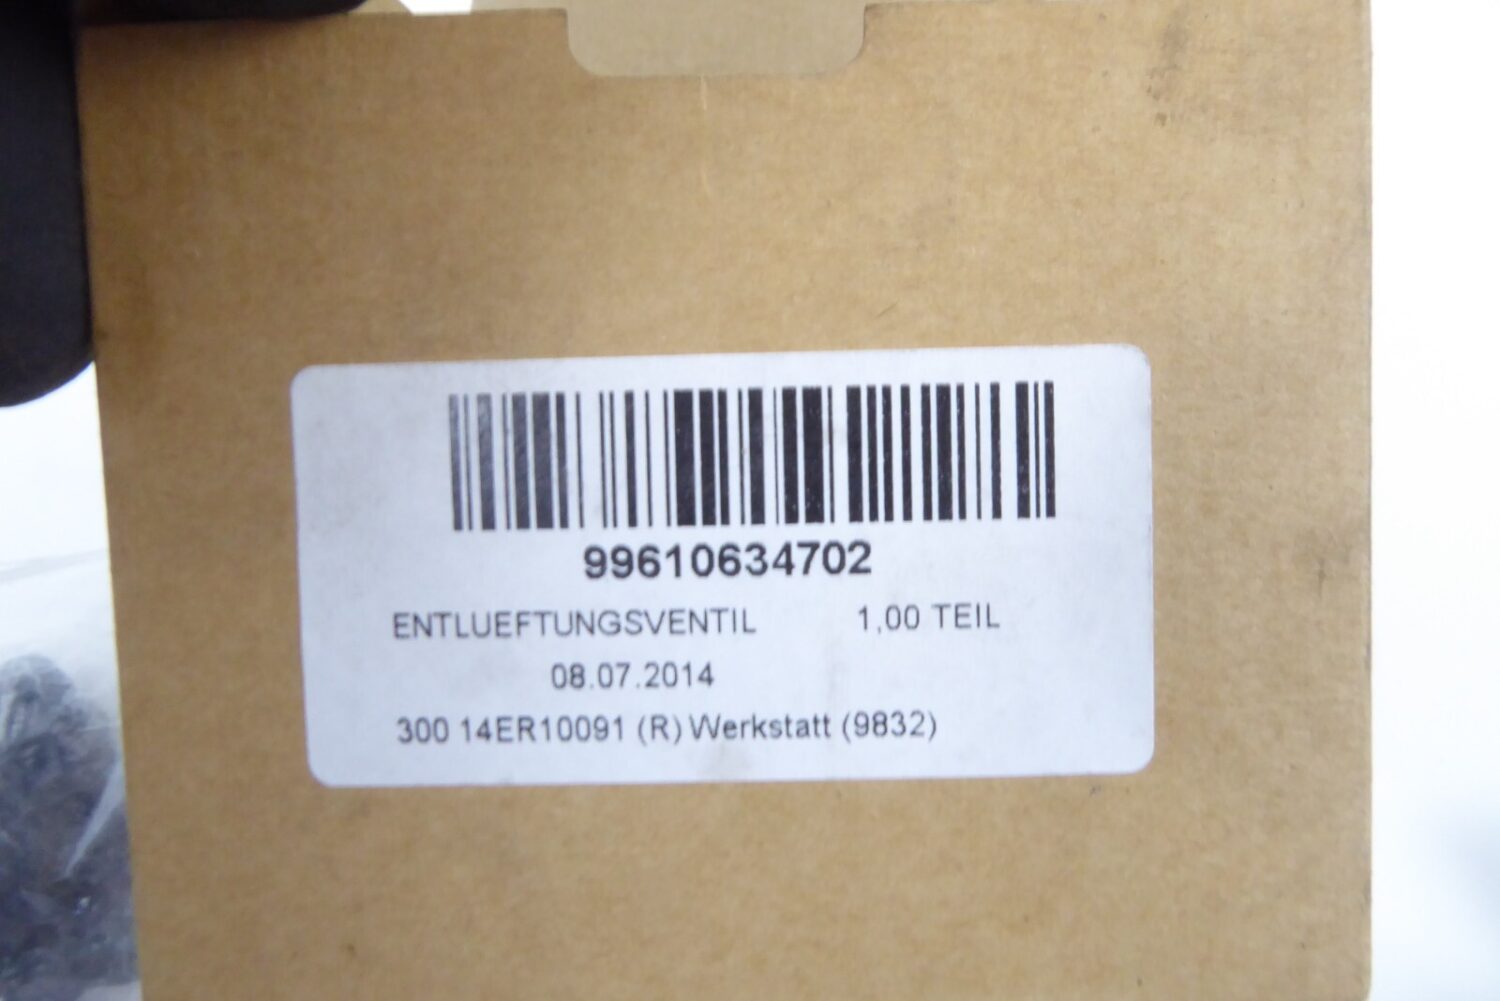 99610634702
ENTLUEFTUNGSVENTIL 1,00 TEIL
08.07.2014
300 14ER10091 (R) Werkstatt (9832)